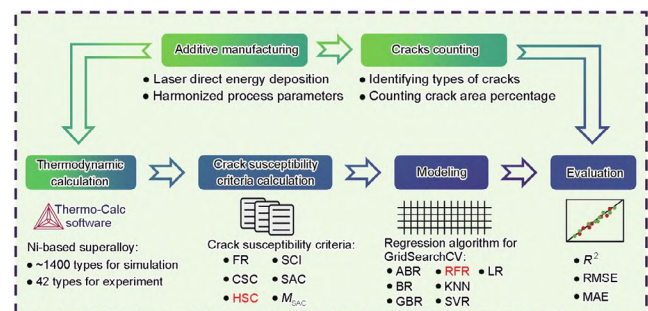 Additive manufacturing
Cracks counting
• Laser direct energy deposition
• Harmonized process parameters
• Identifying types of cracks
• Counting crack area percentage
Thermodynamic
calculation
Crack susceptibility
criteria calculation
Modeling
Evaluation
Thermo-Calc
software
Ni-based superalloy:
• ~1400 types for simulation
• 42 types for experiment
Crack susceptibility criteria:
• FR • SCI
• CSC • SAC
• HSC • MSAC
Regression algorithm for
GridSearchCV:
• ABR • RFR • LR
• BR • KNN
• GBR • SVR
• R²
• RMSE
• MAE